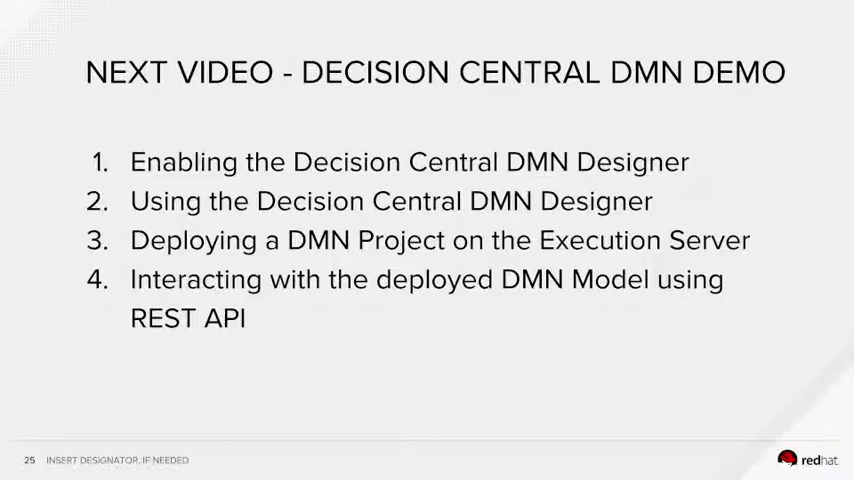 NEXT VIDEO - DECISION CENTRAL DMN DEMO
1. Enabling the Decision Central DMN Designer
2. Using the Decision Central DMN Designer
3. Deploying a DMN Project on the Execution Server
4. Interacting with the deployed DMN Model using
REST API
25 INSERT DESIGNATOR, IF NEEDED
redhat.